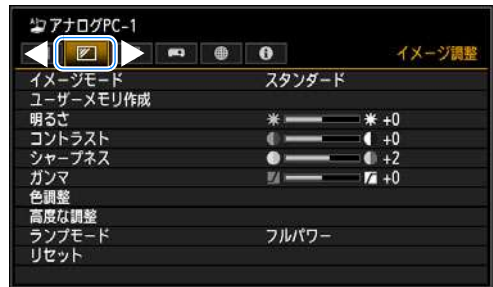 アナログPC-1
イメージ調整
イメージモード スタンダード
ユーザーメモリ作成
明るさ +0
コントラスト +0
シャープネス +2
ガンマ +0
色調整
高度な調整
ランプモード フルパワー
リセット